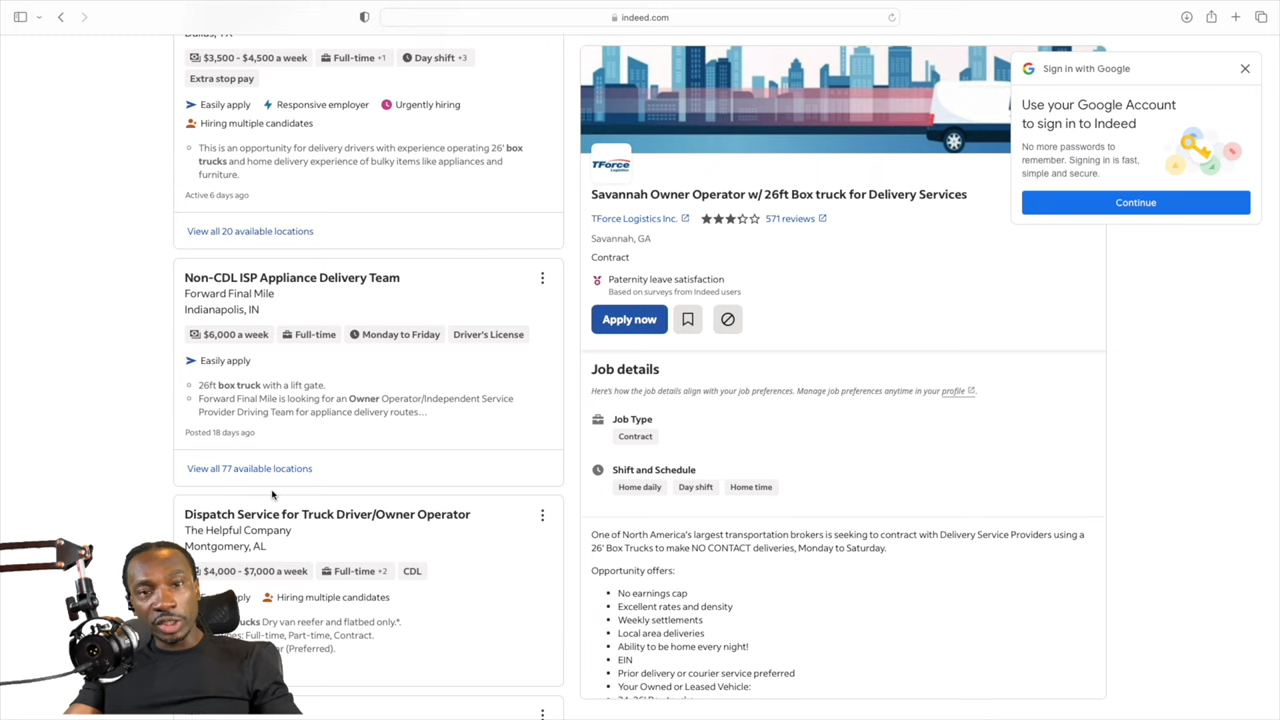 indeed.com
Dallas, TX
$3,500 - $4,500 a week
Full-time +1
Day shift +3
Extra stop pay
Easily apply
Responsive employer
Urgently hiring
Hiring multiple candidates
This is an opportunity for delivery drivers with experience operating 26' box
trucks and home delivery experience of bulky items like appliances and
furniture.
Active 6 days ago
View all 20 available locations
Non-CDL ISP Appliance Delivery Team
Forward Final Mile
Indianapolis, IN
$6,000 a week
Full-time
Monday to Friday
Driver's License
Easily apply
26ft box truck with a lift gate.
Forward Final Mile is looking for an Owner Operator/Independent Service
Provider Driving Team for appliance delivery routes...
Posted 18 days ago
View all 77 available locations
Dispatch Service for Truck Driver/Owner Operator
The Helpful Company
Montgomery, AL
$4,000 - $7,000 a week
Full-time +2
CDL
Hiring multiple candidates
Dry van reefer and flatbed only.*.
Full-time, Part-time, Contract.
(Preferred).
TForce
Logistics
Savannah Owner Operator w/ 26ft Box truck for Delivery Services
TForce Logistics Inc.
571 reviews
Savannah, GA
Contract
Paternity leave satisfaction
Based on surveys from Indeed users
Apply now
Job details
Here's how the job details align with your job preferences. Manage job preferences anytime in your profile.
Job Type
Contract
Shift and Schedule
Home daily
Day shift
Home time
One of North America's largest transportation brokers is seeking to contract with Delivery Service Providers using a
26' Box Trucks to make NO CONTACT deliveries, Monday to Saturday.
Opportunity offers:
No earnings cap
Excellent rates and density
Weekly settlements
Local area deliveries
Ability to be home every night!
EIN
Prior delivery or courier service preferred
Your Owned or Leased Vehicle:
Sign in with Google
Use your Google Account
to sign in to Indeed
No more passwords to
remember. Signing in is fast,
simple and secure.
Continue